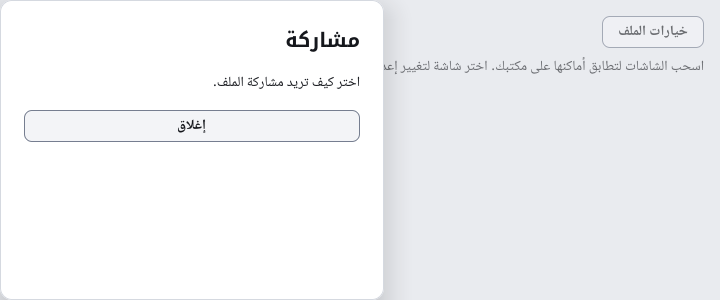 خيارات الملف
اسحب الشاشات لتطابق أماكنها على مكتبك. اختر شاشة لتغيير
مشاركة
اختر كيف تريد مشاركة الملف.
إغلاق